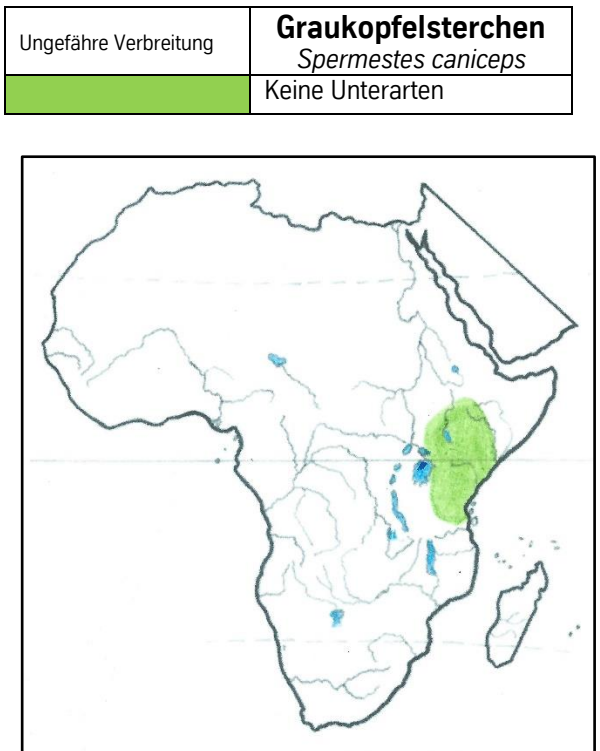 Ungefähre Verbreitung
Graukopfelsterchen
Spermestes caniceps
Keine Unterarten